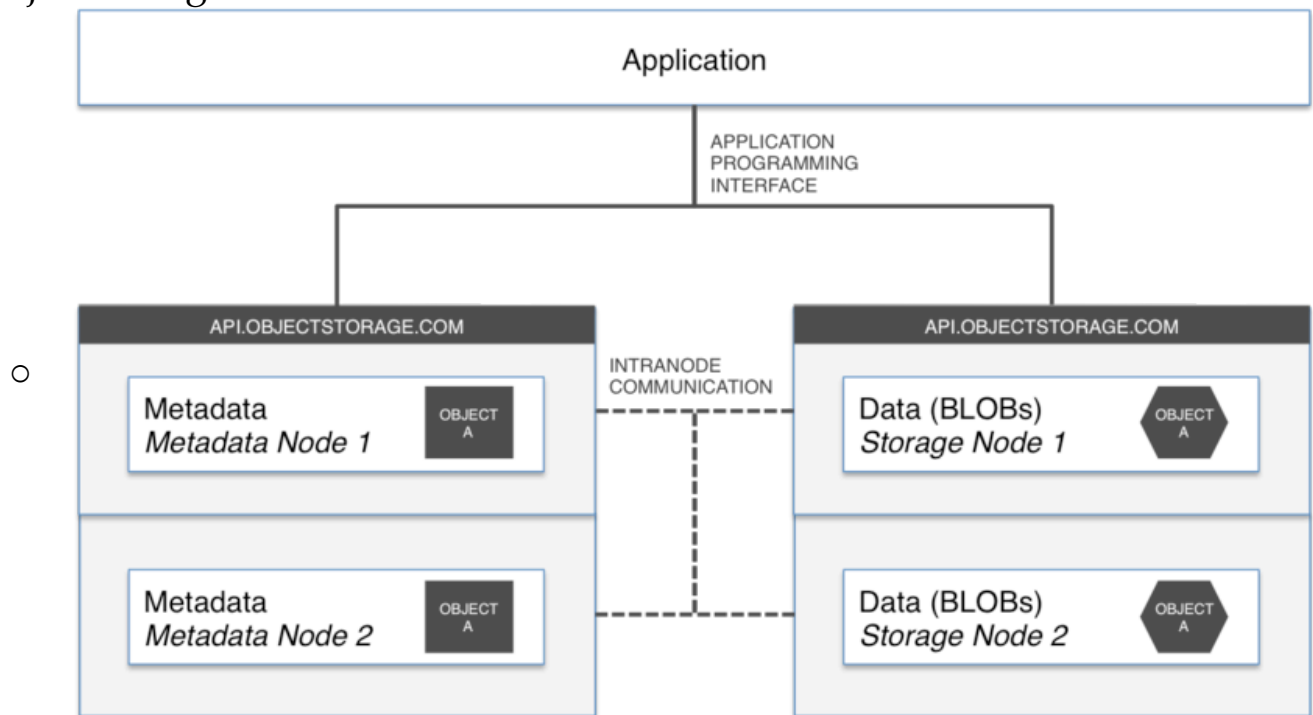 Application
APPLICATION
PROGRAMMING
INTERFACE
API.OBJECTSTORAGE.COM
API.OBJECTSTORAGE.COM
INTRANODE
COMMUNICATION
Metadata
Metadata Node 1
OBJECT
A
Data (BLOBs)
Storage Node 1
OBJECT
A
Metadata
Metadata Node 2
OBJECT
A
Data (BLOBs)
Storage Node 2
OBJECT
A